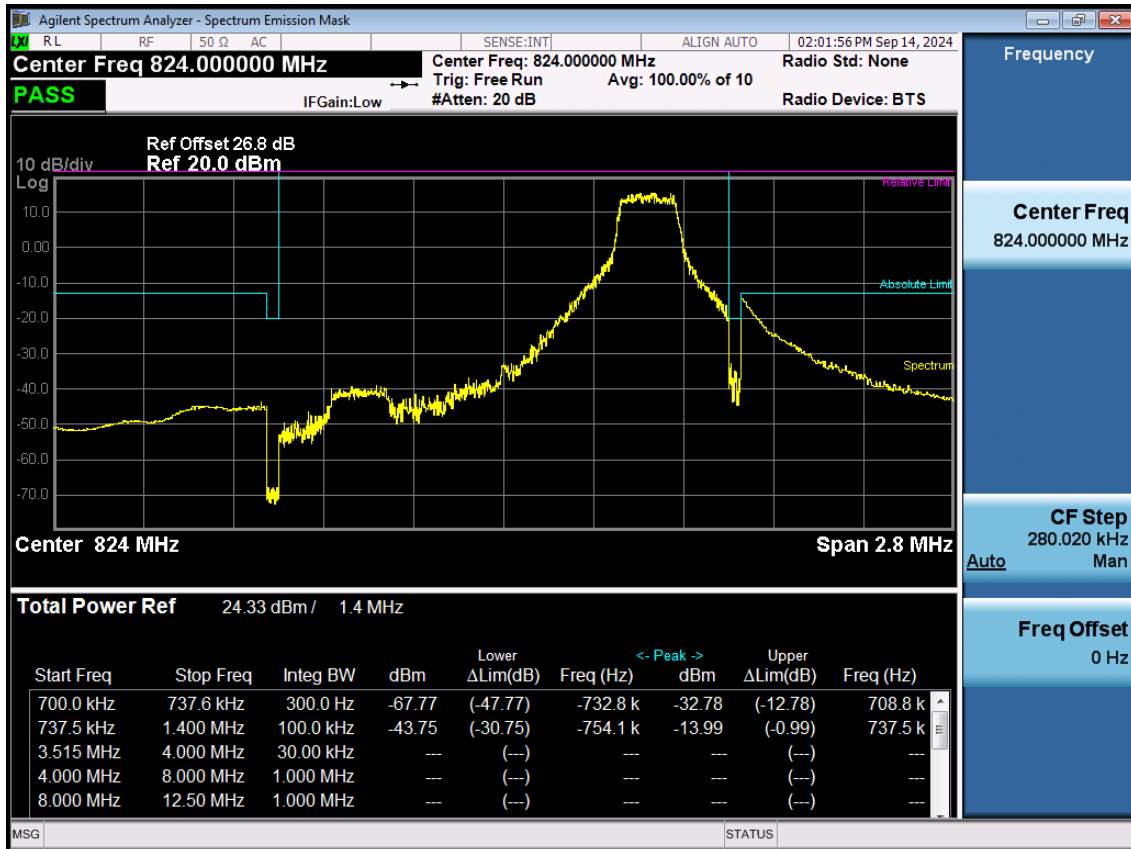 Agilent Spectrum Analyzer - Spectrum Emission Mask
LXI RL RF 50 Ω AC SENSE:INT ALIGN AUTO 02:01:56 PM Sep 14, 2024
Center Freq 824.000000 MHz
Center Freq: 824.000000 MHz Radio Std: None
Trig: Free Run Avg: 100.00% of 10
PASS IFGain:Low #Atten: 20 dB Radio Device: BTS
Ref Offset 26.8 dB
10 dB/div Ref 20.0 dBm
Log
Relative Limit
10.0
0.00
-10.0
Absolute Limit
-20.0
-30.0
Spectrum
-40.0
-50.0
-60.0
-70.0
Center 824 MHz Span 2.8 MHz
Total Power Ref 24.33 dBm / 1.4 MHz
Lower <- Peak -> Upper
Start Freq Stop Freq Integ BW dBm ΔLim(dB) Freq (Hz) dBm ΔLim(dB) Freq (Hz)
700.0 kHz 737.6 kHz 300.0 Hz -67.77 (-47.77) -732.8 k -32.78 (-12.78) 708.8 k
737.5 kHz 1.400 MHz 100.0 kHz -43.75 (-30.75) -754.1 k -13.99 (-0.99) 737.5 k
3.515 MHz 4.000 MHz 30.00 kHz --- (---) --- --- (---) ---
4.000 MHz 8.000 MHz 1.000 MHz --- (---) --- --- (---) ---
8.000 MHz 12.50 MHz 1.000 MHz --- (---) --- --- (---) ---
MSG STATUS
Frequency
Center Freq
824.000000 MHz
CF Step
280.020 kHz
Auto Man
Freq Offset
0 Hz